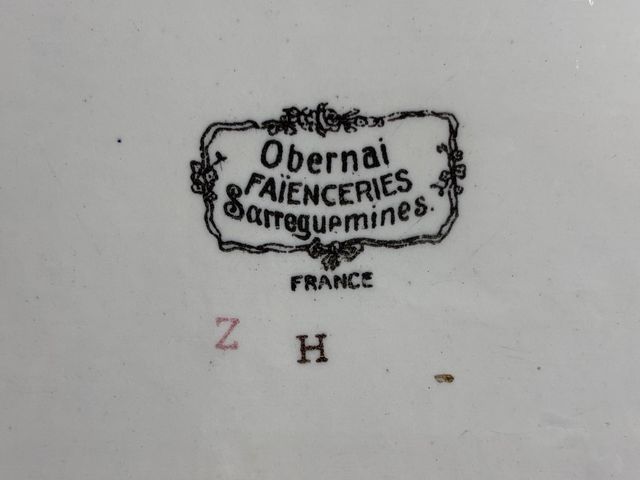 Obernai
FAÏENCERIES
Sarreguemines.
FRANCE
Z H